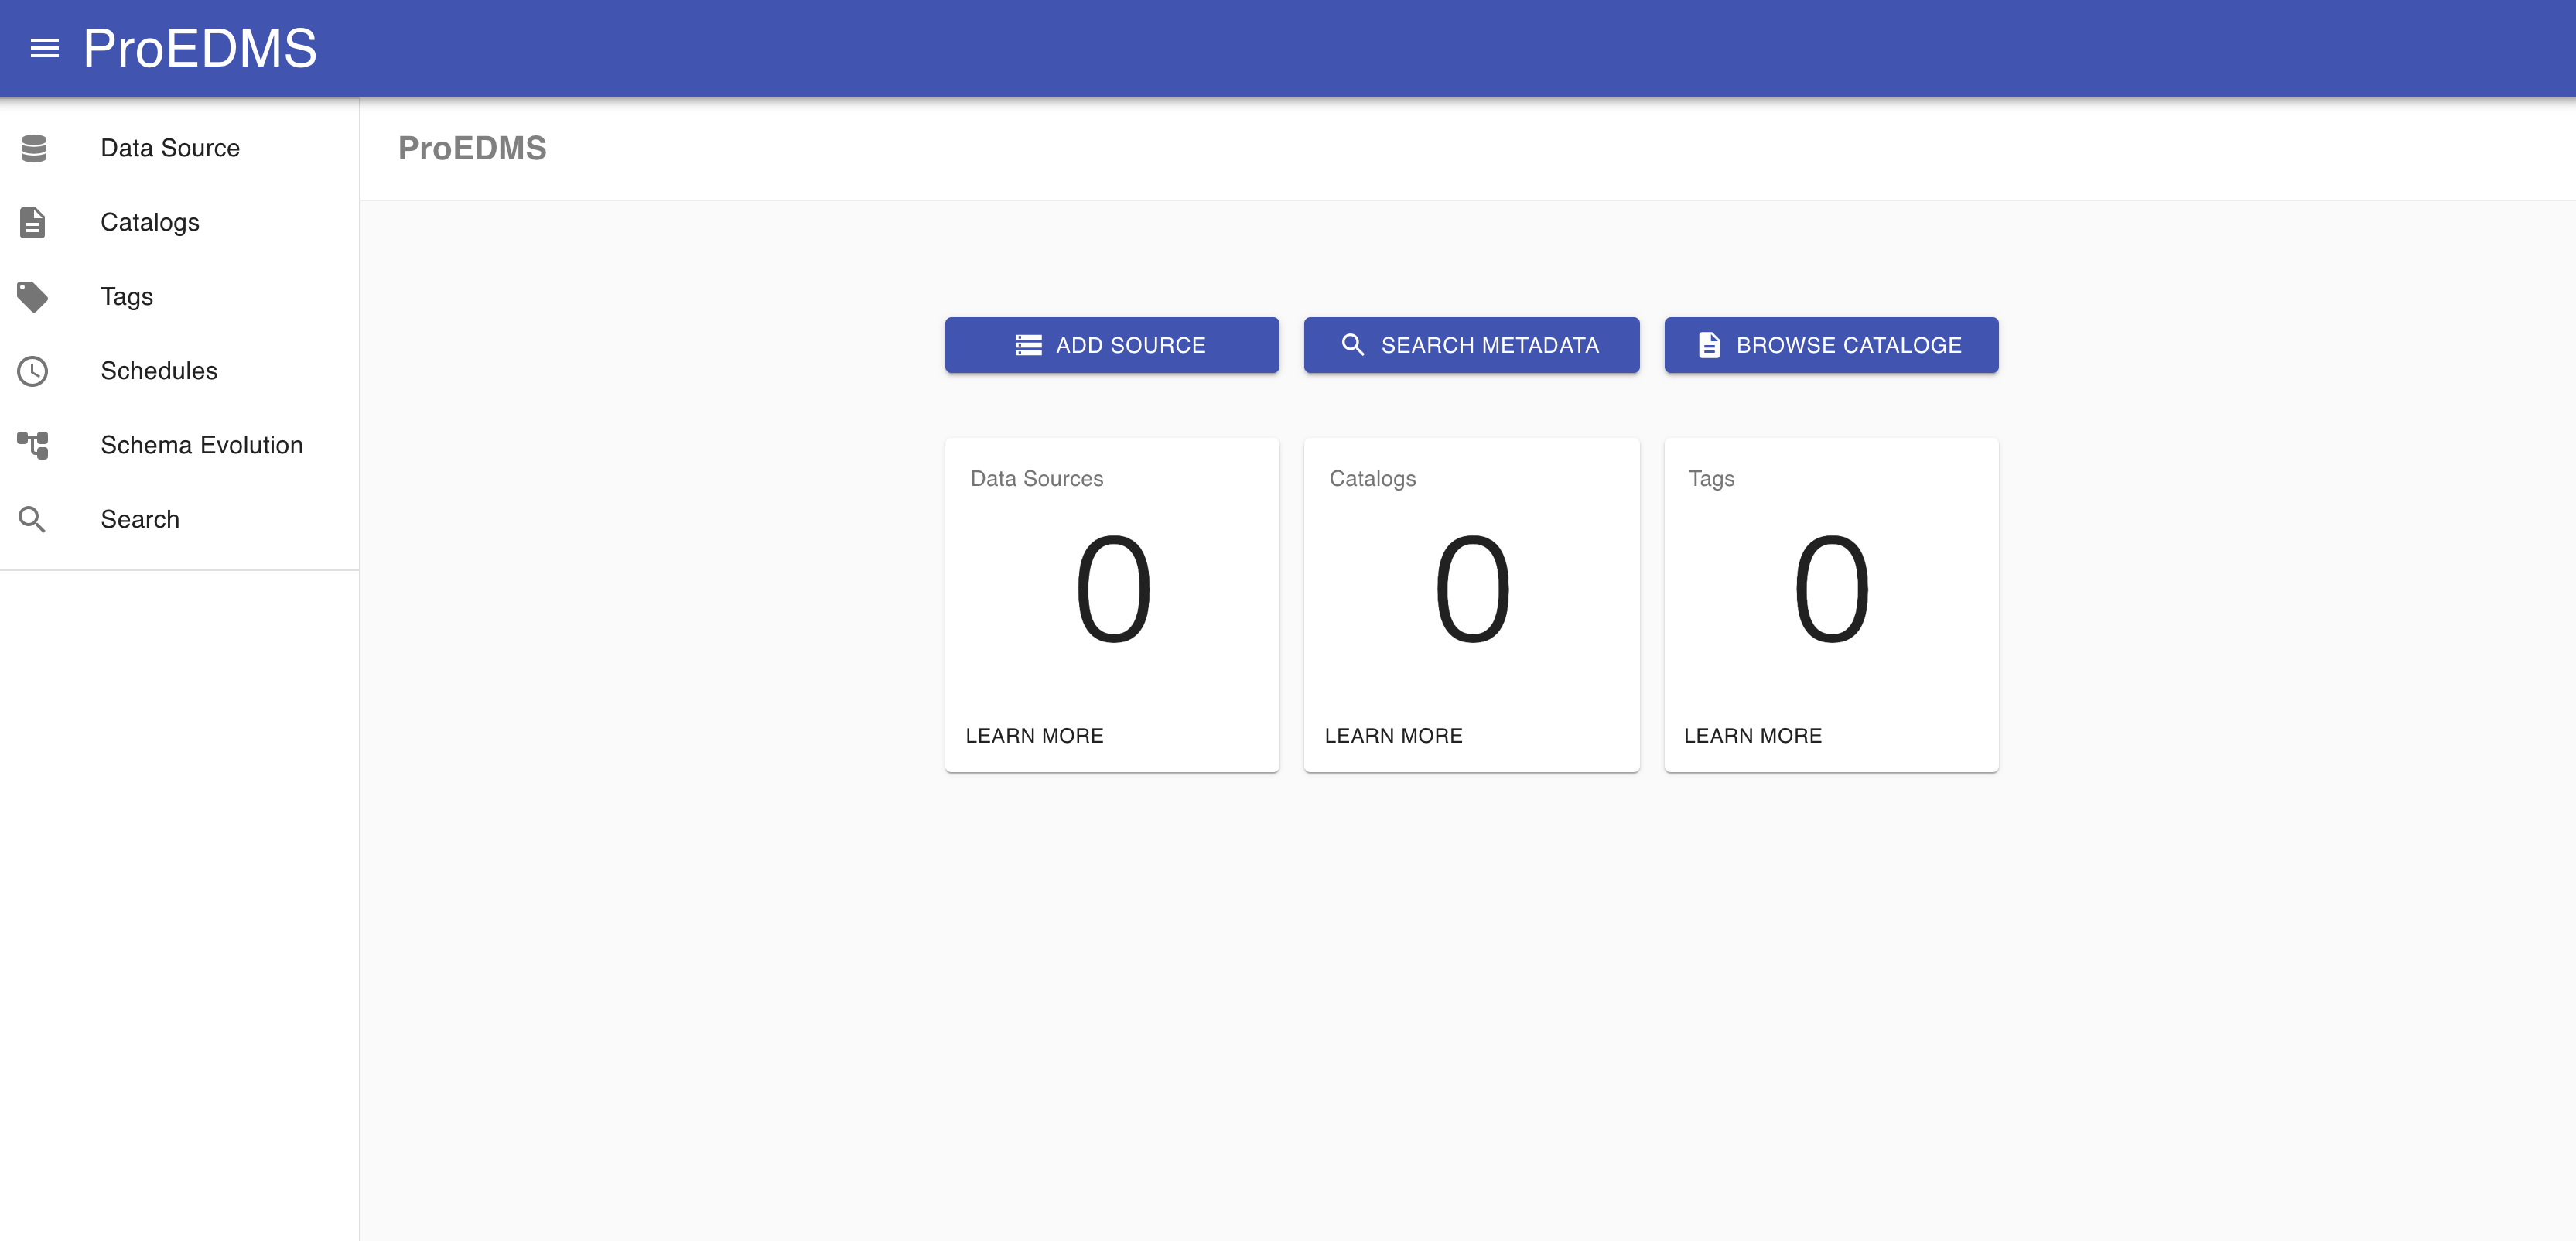 ProEDMS
Data Source
Catalogs
Tags
Schedules
Schema Evolution
Search
ProEDMS
ADD SOURCE
SEARCH METADATA
BROWSE CATALOGE
Data Sources
0
LEARN MORE
Catalogs
0
LEARN MORE
Tags
0
LEARN MORE